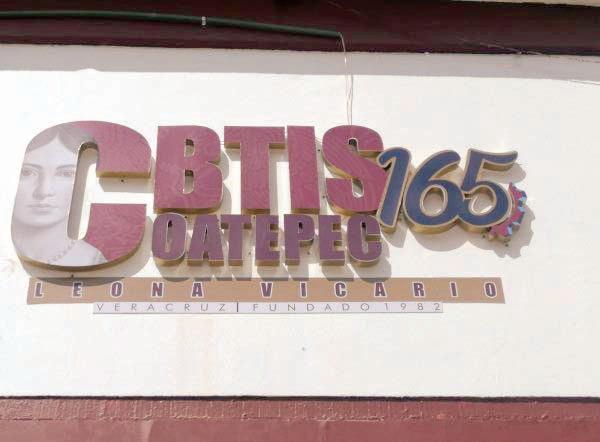 CBTIS 165
COATEPEC
LEONA VICARIO
VERACRUZ | FUNDADO 1982